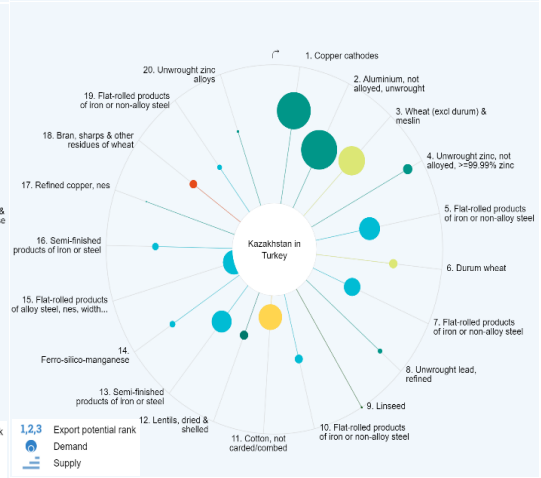 1. Copper cathodes
2. Aluminium, not
alloyed, unwrought
3. Wheat (excl durum) &
meslin
4. Unwrought zinc, not
alloyed, >=99.99% zinc
5. Flat-rolled products
of iron or non-alloy steel
6. Durum wheat
7. Flat-rolled products
of iron or non-alloy steel
8. Unwrought lead,
refined
9. Linseed
10. Flat-rolled products
of iron or non-alloy steel
11. Cotton, not
carded/combed
12. Lentils, dried &
shelled
13. Semi-finished
products of iron or steel
14.
Ferro-silico-manganese
15. Flat-rolled products
of alloy steel, nes, width...
16. Semi-finished
products of iron or steel
17. Refined copper, nes
18. Bran, sharps & other
residues of wheat
19. Flat-rolled products
of iron or non-alloy steel
20. Unwrought zinc
alloys
Kazakhstan in
Turkey
&
e
k
1,2,3 Export potential rank
Demand
Supply